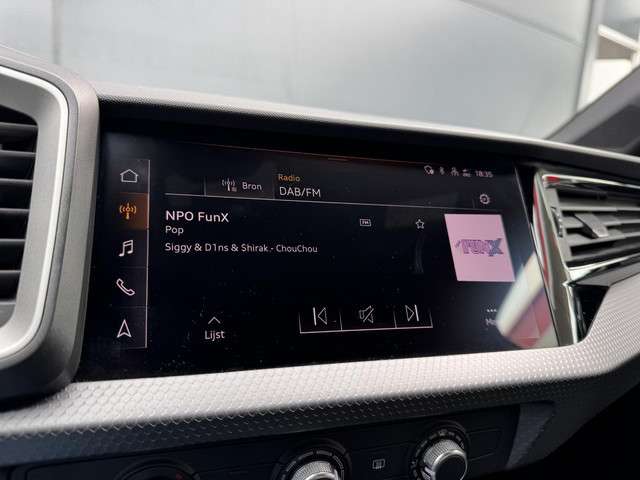 Radio
18:35
Bron
DAB/FM
NPO FunX
FM
Pop
Siggy & D1ns & Shirak - ChouChou
FUNX
Lijst